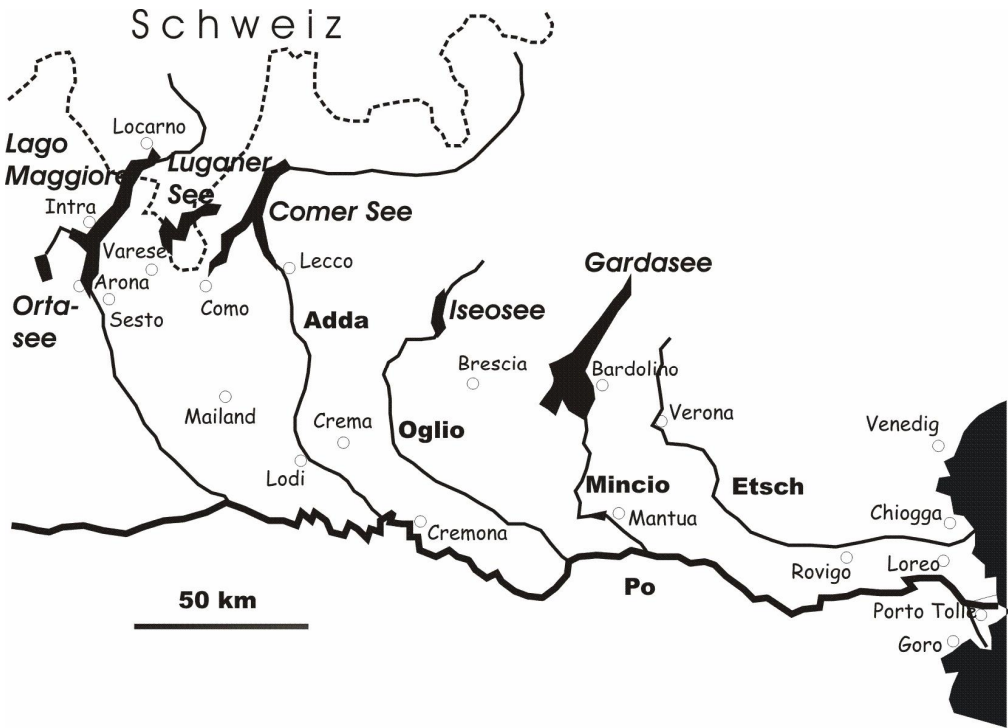 Schweiz
Locarno
Lago
Maggiore
Luganer
See
Intra
Comer See
Varese
Lecco
Gardasee
Arona
Orta-
see
Sesto
Como
Adda
Iseosee
Brescia
Bardolino
Mailand
Crema
Oglio
Verona
Venedig
Lodi
Mincio
Etsch
Chiogga
Cremona
Mantua
Rovigo
Loreo
Po
50 km
Porto Tolle
Goro